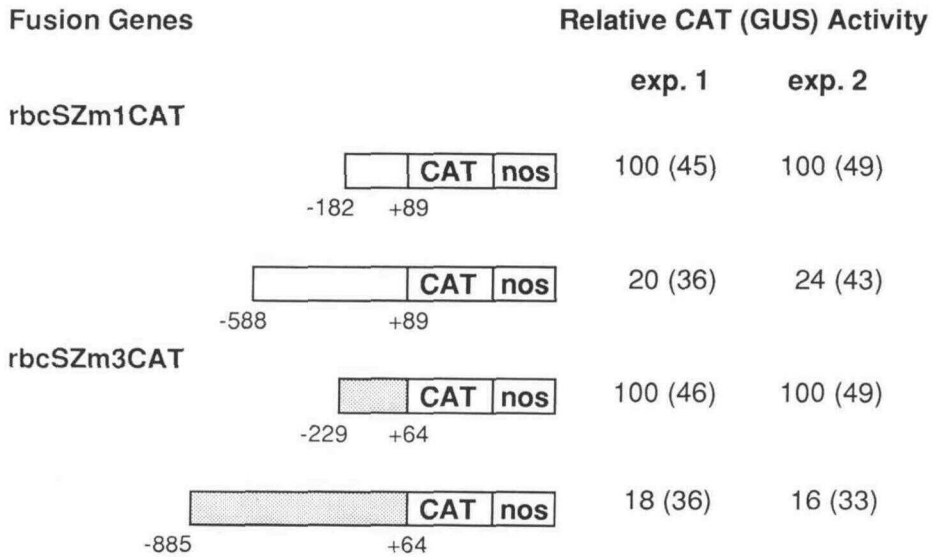 Fusion Genes Relative CAT (GUS) Activity
exp. 1 exp. 2
rbcSZm1CAT
CAT nos 100 (45) 100 (49)
-182 +89
CAT nos 20 (36) 24 (43)
-588 +89
rbcSZm3CAT
CAT nos 100 (46) 100 (49)
-229 +64
CAT nos 18 (36) 16 (33)
-885 +64